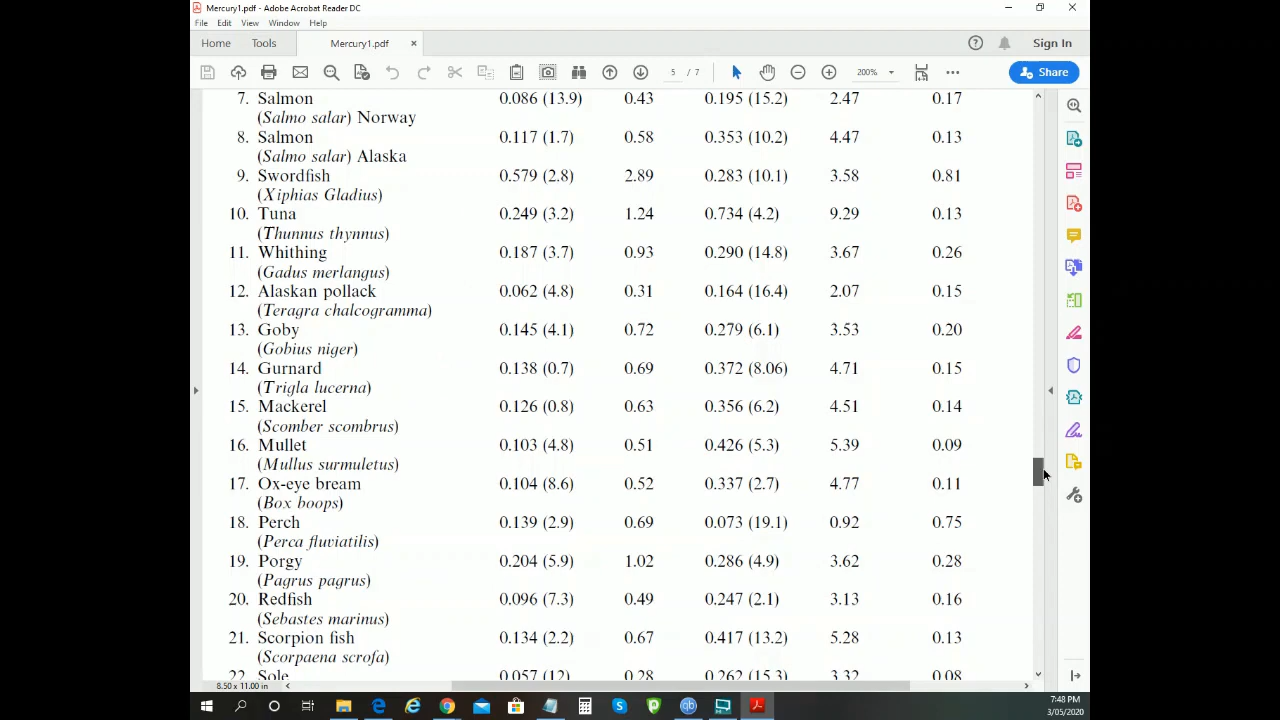 Mercury1.pdf - Adobe Acrobat Reader DC
File Edit View Window Help
Home Tools Mercury1.pdf × Sign In
5 / 7 200% Share
7. Salmon 0.086 (13.9) 0.43 0.195 (15.2) 2.47 0.17
(Salmo salar) Norway
8. Salmon 0.117 (1.7) 0.58 0.353 (10.2) 4.47 0.13
(Salmo salar) Alaska
9. Swordfish 0.579 (2.8) 2.89 0.283 (10.1) 3.58 0.81
(Xiphias Gladius)
10. Tuna 0.249 (3.2) 1.24 0.734 (4.2) 9.29 0.13
(Thunnus thynnus)
11. Whithing 0.187 (3.7) 0.93 0.290 (14.8) 3.67 0.26
(Gadus merlangus)
12. Alaskan pollack 0.062 (4.8) 0.31 0.164 (16.4) 2.07 0.15
(Teragra chalcogramma)
13. Goby 0.145 (4.1) 0.72 0.279 (6.1) 3.53 0.20
(Gobius niger)
14. Gurnard 0.138 (0.7) 0.69 0.372 (8.06) 4.71 0.15
(Trigla lucerna)
15. Mackerel 0.126 (0.8) 0.63 0.356 (6.2) 4.51 0.14
(Scomber scombrus)
16. Mullet 0.103 (4.8) 0.51 0.426 (5.3) 5.39 0.09
(Mullus surmuletus)
17. Ox-eye bream 0.104 (8.6) 0.52 0.337 (2.7) 4.77 0.11
(Box boops)
18. Perch 0.139 (2.9) 0.69 0.073 (19.1) 0.92 0.75
(Perca fluviatilis)
19. Porgy 0.204 (5.9) 1.02 0.286 (4.9) 3.62 0.28
(Pagrus pagrus)
20. Redfish 0.096 (7.3) 0.49 0.247 (2.1) 3.13 0.16
(Sebastes marinus)
21. Scorpion fish 0.134 (2.2) 0.67 0.417 (13.2) 5.28 0.13
(Scorpaena scrofa)
22. Sole 0.057 (12) 0.28 0.262 (15.3) 3.32 0.08
8.50 x 11.00 in
7:48 PM
3/05/2020